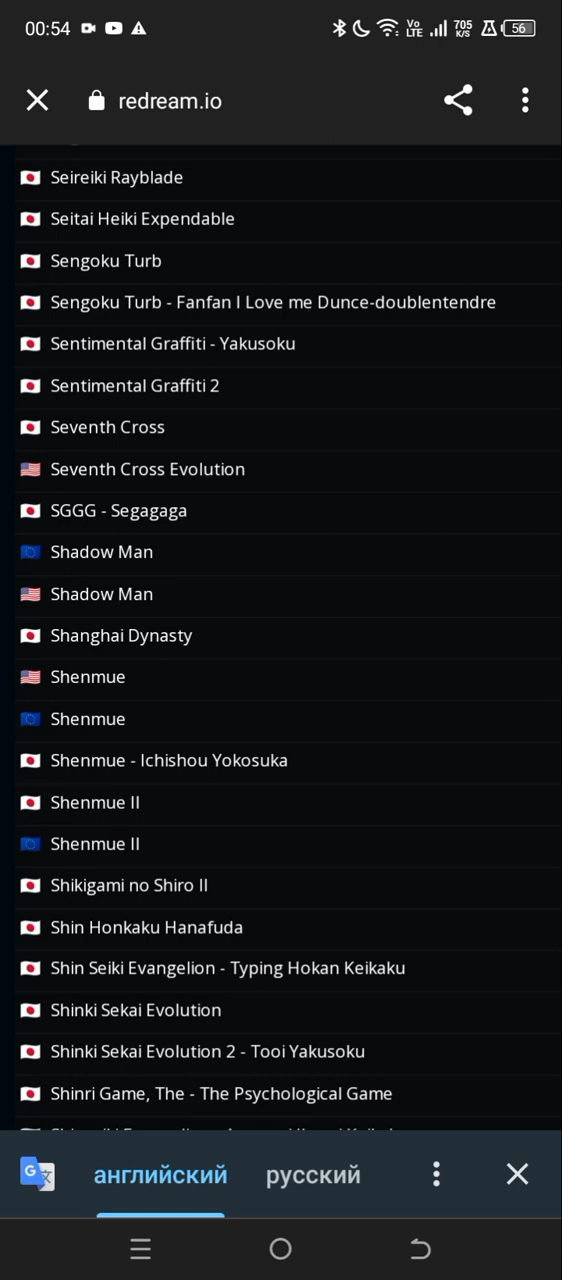 00:54
Vo LTE
705 K/S
56
redream.io
Seireiki Rayblade
Seitai Heiki Expendable
Sengoku Turb
Sengoku Turb - Fanfan I Love me Dunce-doublentendre
Sentimental Graffiti - Yakusoku
Sentimental Graffiti 2
Seventh Cross
Seventh Cross Evolution
SGGG - Segagaga
Shadow Man
Shadow Man
Shanghai Dynasty
Shenmue
Shenmue
Shenmue - Ichishou Yokosuka
Shenmue II
Shenmue II
Shikigami no Shiro II
Shin Honkaku Hanafuda
Shin Seiki Evangelion - Typing Hokan Keikaku
Shinki Sekai Evolution
Shinki Sekai Evolution 2 - Tooi Yakusoku
Shinri Game, The - The Psychological Game
G 文
английский
русский